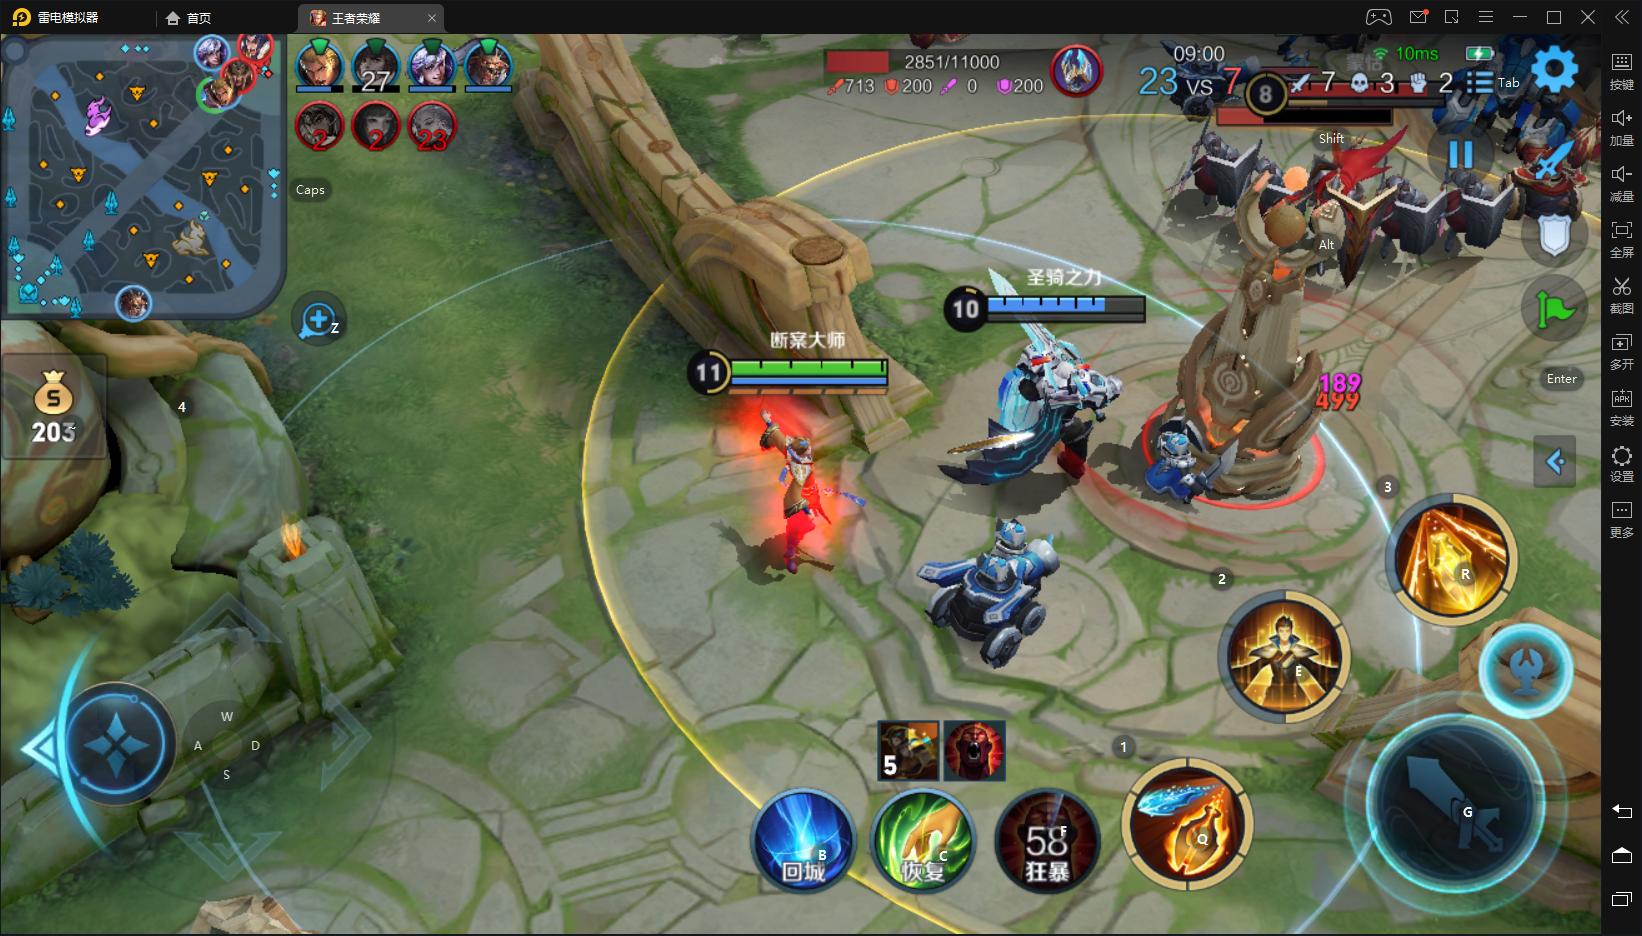 雷电模拟器
首页
王者荣耀
27
2
2
23
Caps
2851/11000
713 200 0 200
09:00
23 VS 7
10ms
8
7 3 2
Tab
Shift
Alt
Enter
按键
加量
减量
全屏
截图
多开
APK
安装
设置
更多
Z
S
203
4
圣骑之力
10
断案大师
11
189
499
3
R
2
E
1
Q
G
W
A D
S
5
B
回城
C
恢复
58
F
狂暴